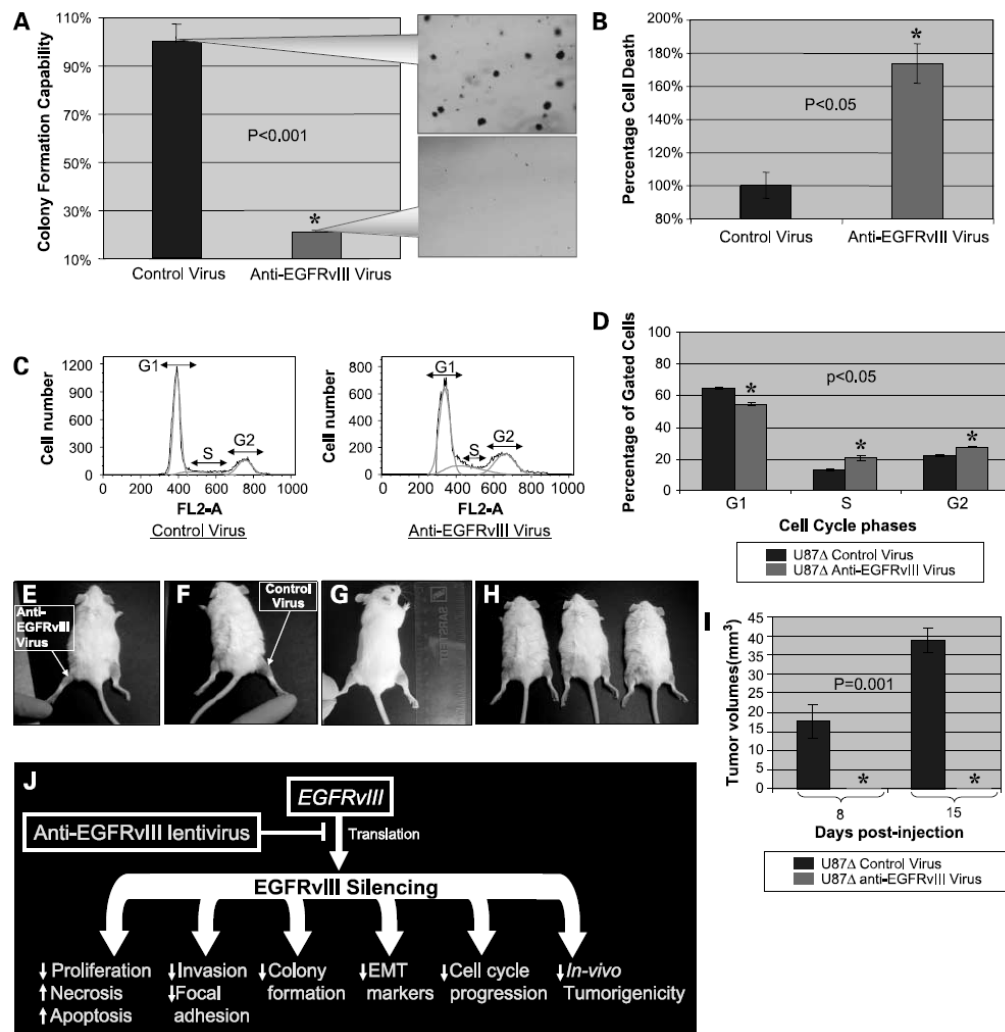 A
Colony Formation Capability
110%
90%
70%
50%
30%
10%
P<0.001
*
Control Virus
Anti-EGFRvIII Virus
B
Percentage Cell Death
200%
180%
160%
140%
120%
100%
80%
*
P<0.05
Control Virus
Anti-EGFRvIII Virus
C
Cell number
1200
900
600
300
0
G1
S
G2
0 200 400 600 800 1000
FL2-A
Control Virus
Cell number
800
600
400
200
0
G1
S
G2
0 200 400 600 800 1000
FL2-A
Anti-EGFRvIII Virus
D
Percentage of Gated Cells
100
80
60
40
20
0
p<0.05
*
*
*
G1 S G2
Cell Cycle phases
U87Δ Control Virus
U87Δ Anti-EGFRvIII Virus
E
Anti-
EGFRvIII
Virus
F
Control
Virus
G
SARSTEDT
H
I
Tumor volumes(mm³)
45
40
35
30
25
20
15
10
5
0
P=0.001
* *
8 15
Days post-injection
U87Δ Control Virus
U87Δ anti-EGFRvIII Virus
J
EGFRvIII
Anti-EGFRvIII lentivirus
Translation
EGFRvIII Silencing
↓Proliferation
↑Necrosis
↑Apoptosis
↓Invasion
↓Focal
adhesion
↓Colony
formation
↓EMT
markers
↓Cell cycle
progression
↓In-vivo
Tumorigenicity